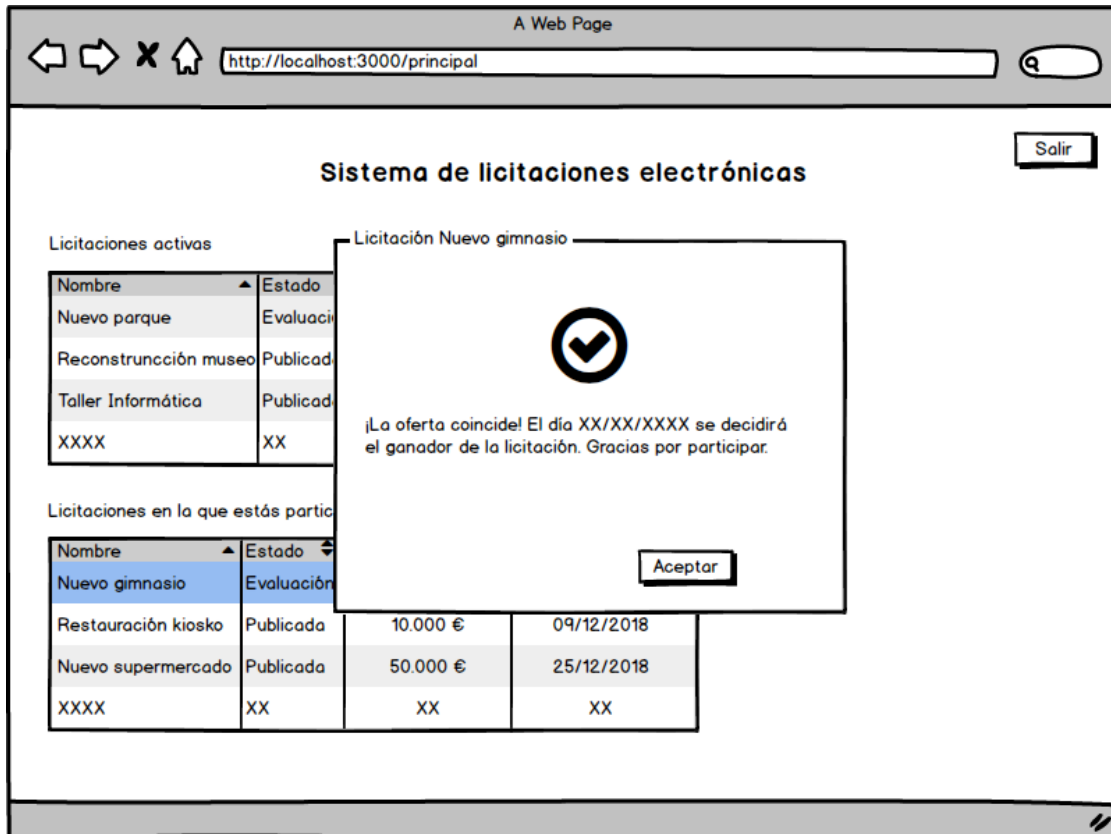 A Web Page
http://localhost:3000/principal
Salir
Sistema de licitaciones electrónicas
Licitaciones activas
Nombre Estado
Nuevo parque Evaluaci
Reconstruncción museo Publicad
Taller Informática Publicad
XXXX XX
Licitación Nuevo gimnasio
¡La oferta coincide! El día XX/XX/XXXX se decidirá
el ganador de la licitación. Gracias por participar.
Aceptar
Licitaciones en la que estás partic
Nombre Estado
Nuevo gimnasio Evaluación
Restauración kiosko Publicada 10.000 € 09/12/2018
Nuevo supermercado Publicada 50.000 € 25/12/2018
XXXX XX XX XX